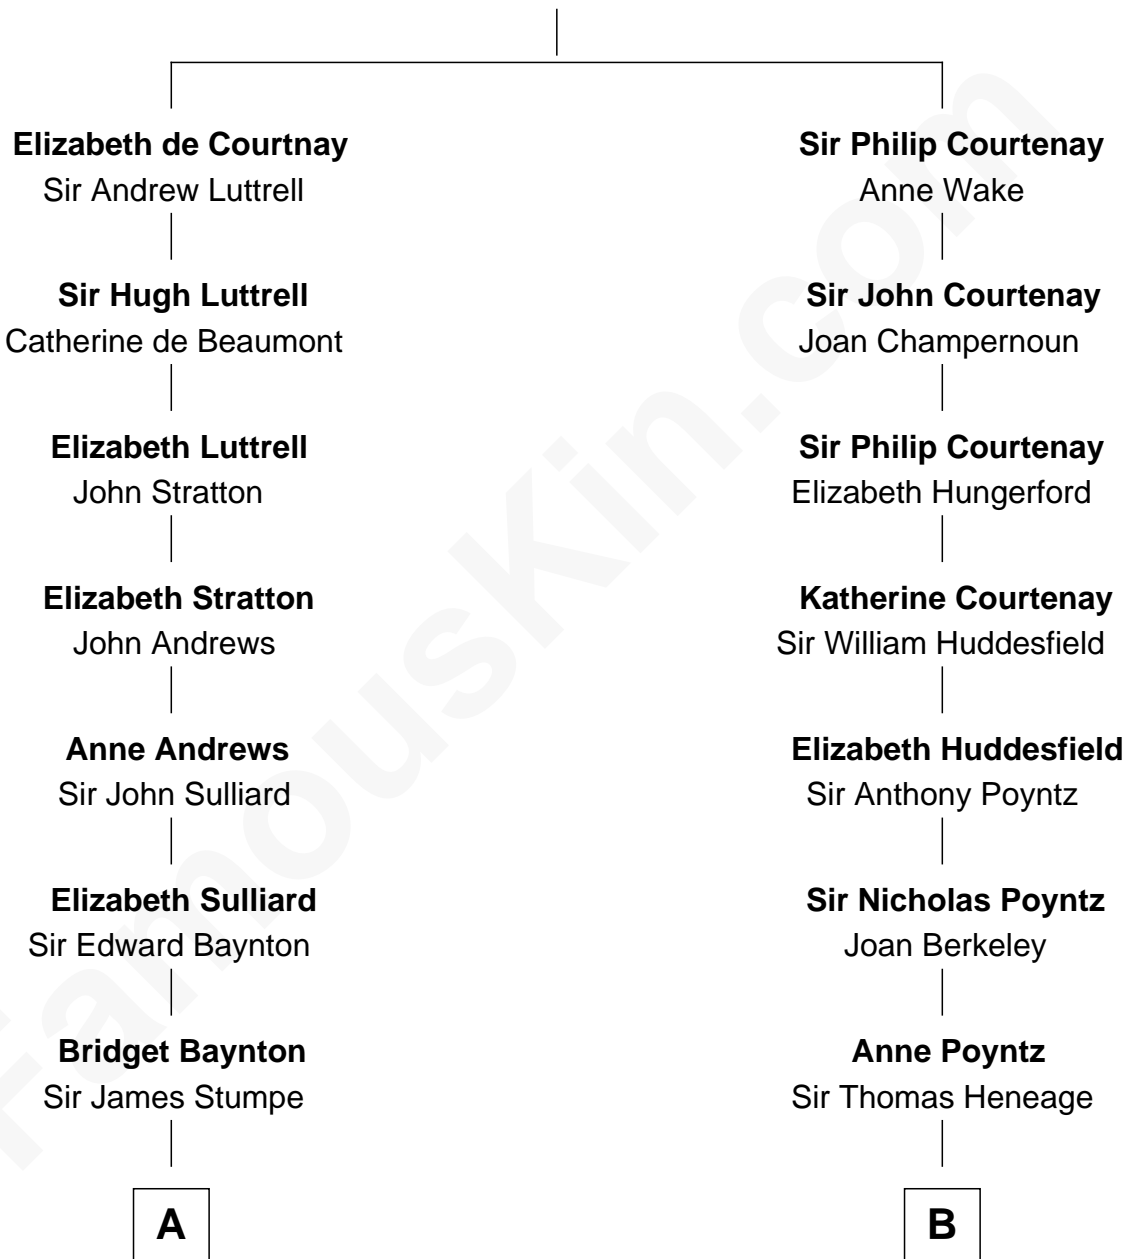 Elizabeth de Courtnay
Sir Andrew Luttrell
Sir Hugh Luttrell
Catherine de Beaumont
Elizabeth Luttrell
John Stratton
Elizabeth Stratton
John Andrews
Anne Andrews
Sir John Sulliard
Elizabeth Sulliard
Sir Edward Baynton
Bridget Baynton
Sir James Stumpe
A
Sir Philip Courtenay
Anne Wake
Sir John Courtenay
Joan Champernoun
Sir Philip Courtenay
Elizabeth Hungerford
Katherine Courtenay
Sir William Huddesfield
Elizabeth Huddesfield
Sir Anthony Poyntz
Sir Nicholas Poyntz
Joan Berkeley
Anne Poyntz
Sir Thomas Heneage
B
FamousKin.com